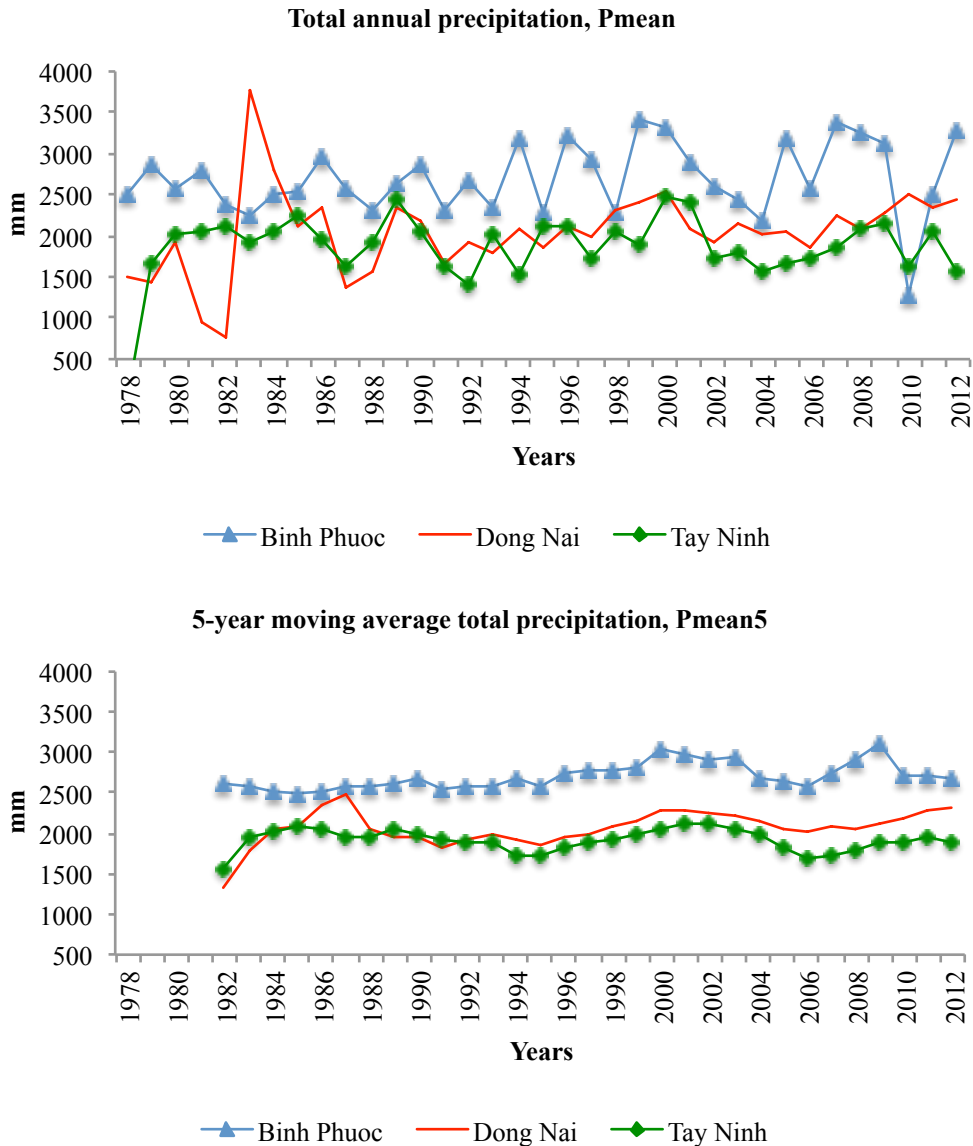 Total annual precipitation, Pmean
4000
3500
3000
2500
2000
1500
1000
500
mm
1978 1980 1982 1984 1986 1988 1990 1992 1994 1996 1998 2000 2002 2004 2006 2008 2010 2012
Years
Binh Phuoc Dong Nai Tay Ninh
5-year moving average total precipitation, Pmean5
4000
3500
3000
2500
2000
1500
1000
500
mm
1978 1980 1982 1984 1986 1988 1990 1992 1994 1996 1998 2000 2002 2004 2006 2008 2010 2012
Years
Binh Phuoc Dong Nai Tay Ninh